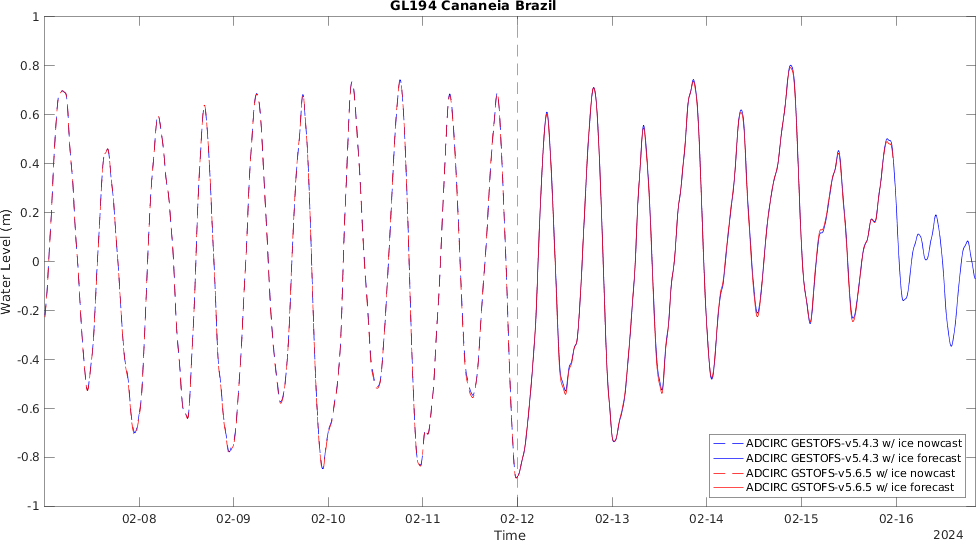 GL194 Cananeia Brazil
Water Level (m)
1
0.8
0.6
0.4
0.2
0
-0.2
-0.4
-0.6
-0.8
-1
02-08 02-09 02-10 02-11 02-12 02-13 02-14 02-15 02-16
Time
2024
ADCIRC GESTOFS-v5.4.3 w/ ice nowcast
ADCIRC GESTOFS-v5.4.3 w/ ice forecast
ADCIRC GSTOFS-v5.6.5 w/ ice nowcast
ADCIRC GSTOFS-v5.6.5 w/ ice forecast